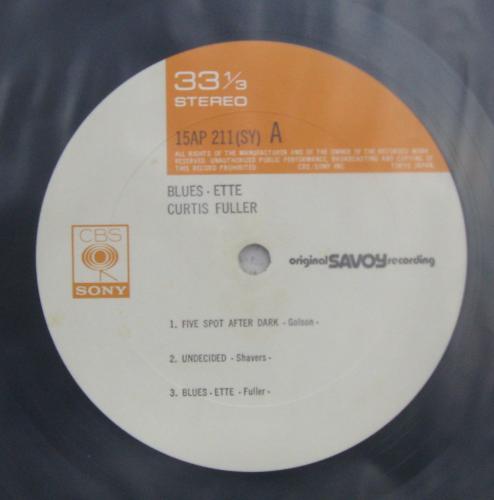 33 1/3
STEREO
15AP 211(SY) A
ALL RIGHTS OF THE MANUFACTURER AND OF THE OWNER OF THE RECORDED WORK
RESERVED. UNAUTHORIZED PUBLIC PERFORMANCE, BROADCASTING AND COPYING OF
THIS RECORD PROHIBITED CBS/SONY INC. TOKYO JAPAN
BLUES - ETTE
CURTIS FULLER
CBS
SONY
original SAVOY recording
1. FIVE SPOT AFTER DARK - Golson -
2. UNDECIDED - Shavers -
3. BLUES - ETTE - Fuller -